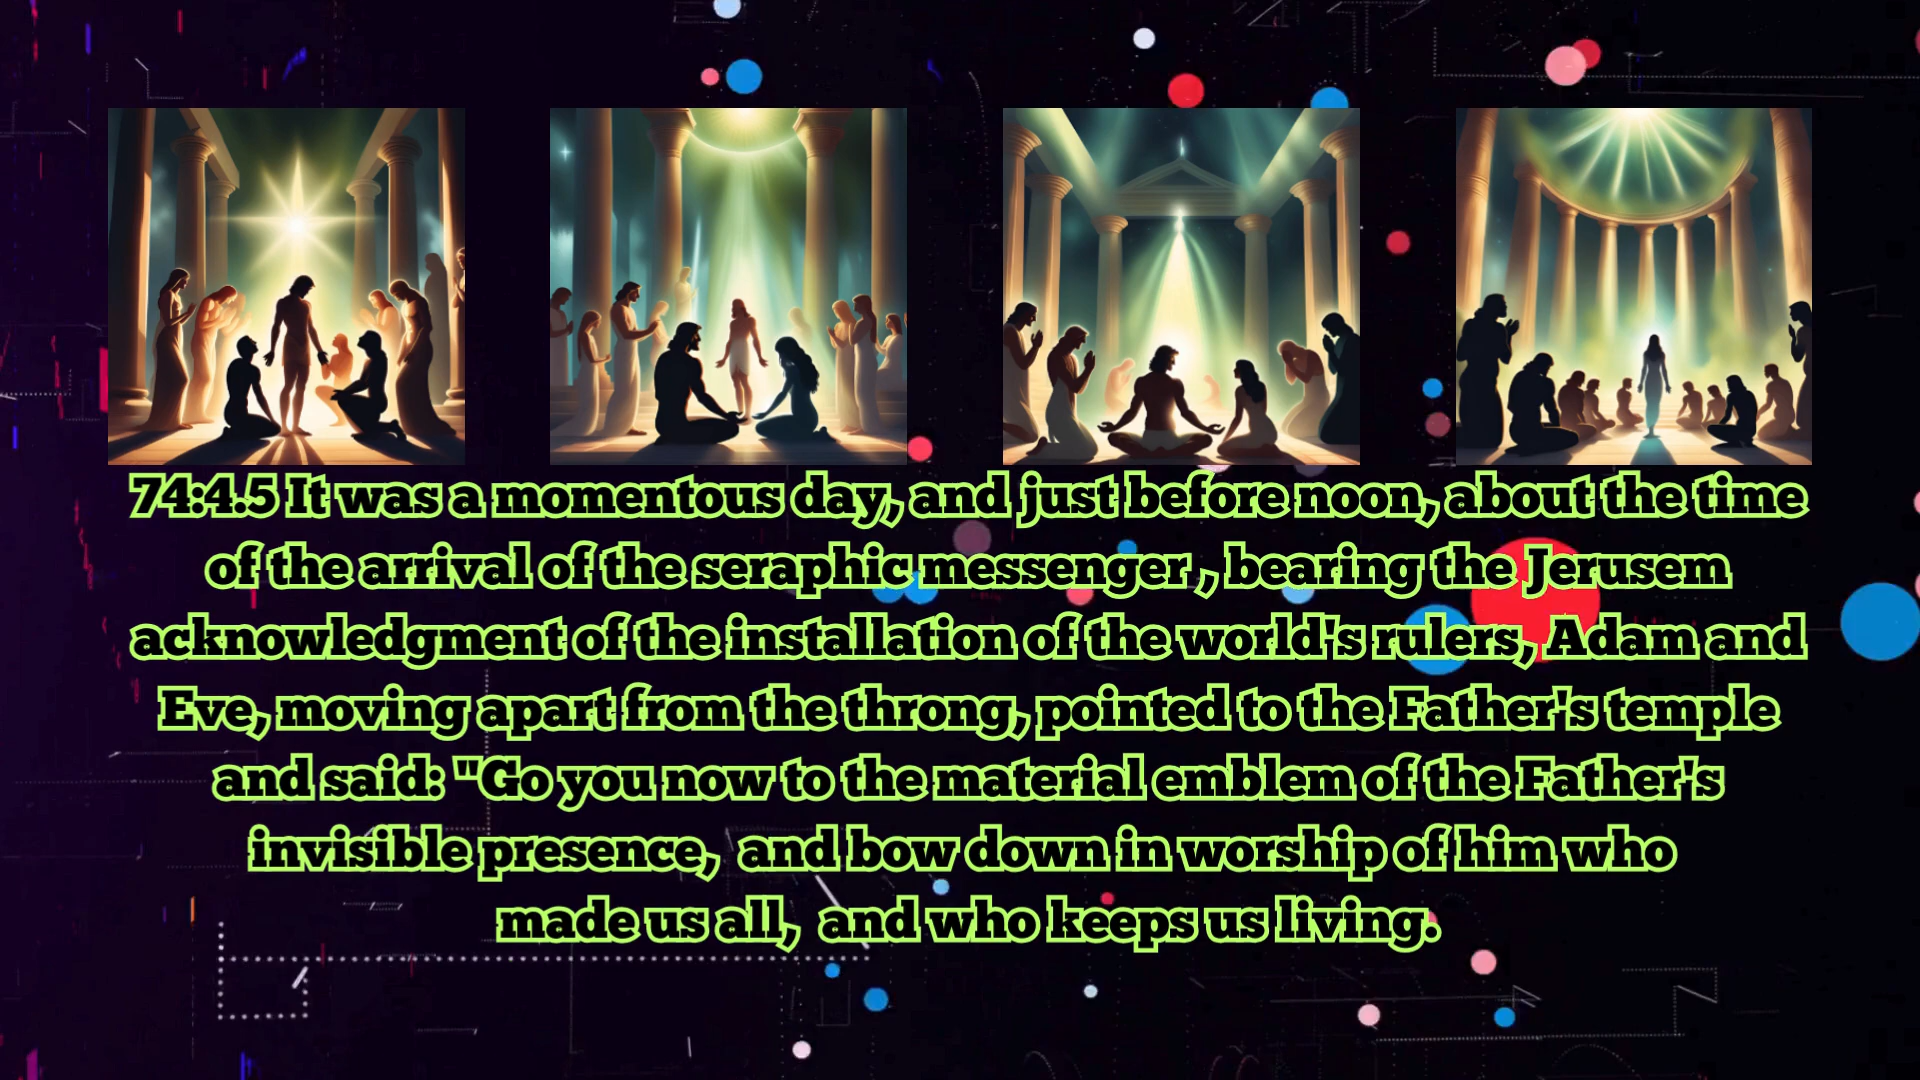 74:4.5 It was a momentous day, and just before noon, about the time
of the arrival of the seraphic messenger , bearing the Jerusem
acknowledgment of the installation of the world's rulers, Adam and
Eve, moving apart from the throng, pointed to the Father's temple
and said: "Go you now to the material emblem of the Father's
invisible presence,  and bow down in worship of him who
made us all,  and who keeps us living.